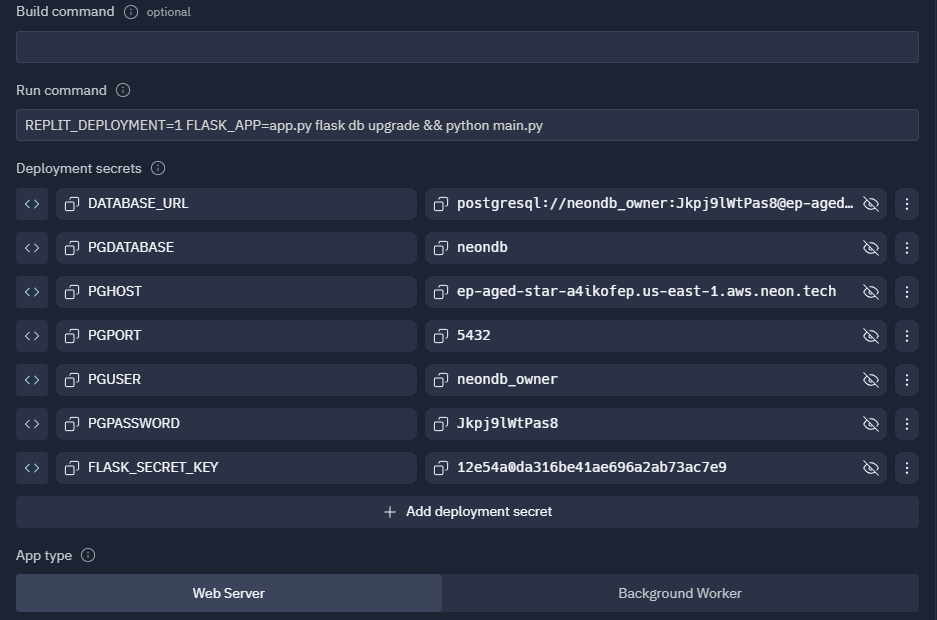 Build command optional
Run command
REPLIT_DEPLOYMENT=1 FLASK_APP=app.py flask db upgrade && python main.py
Deployment secrets
DATABASE_URL postgresql://neondb_owner:Jkpj9lWtPas8@ep-aged…
PGDATABASE neondb
PGHOST ep-aged-star-a4ikofep.us-east-1.aws.neon.tech
PGPORT 5432
PGUSER neondb_owner
PGPASSWORD Jkpj9lWtPas8
FLASK_SECRET_KEY 12e54a0da316be41ae696a2ab73ac7e9
Add deployment secret
App type
Web Server Background Worker